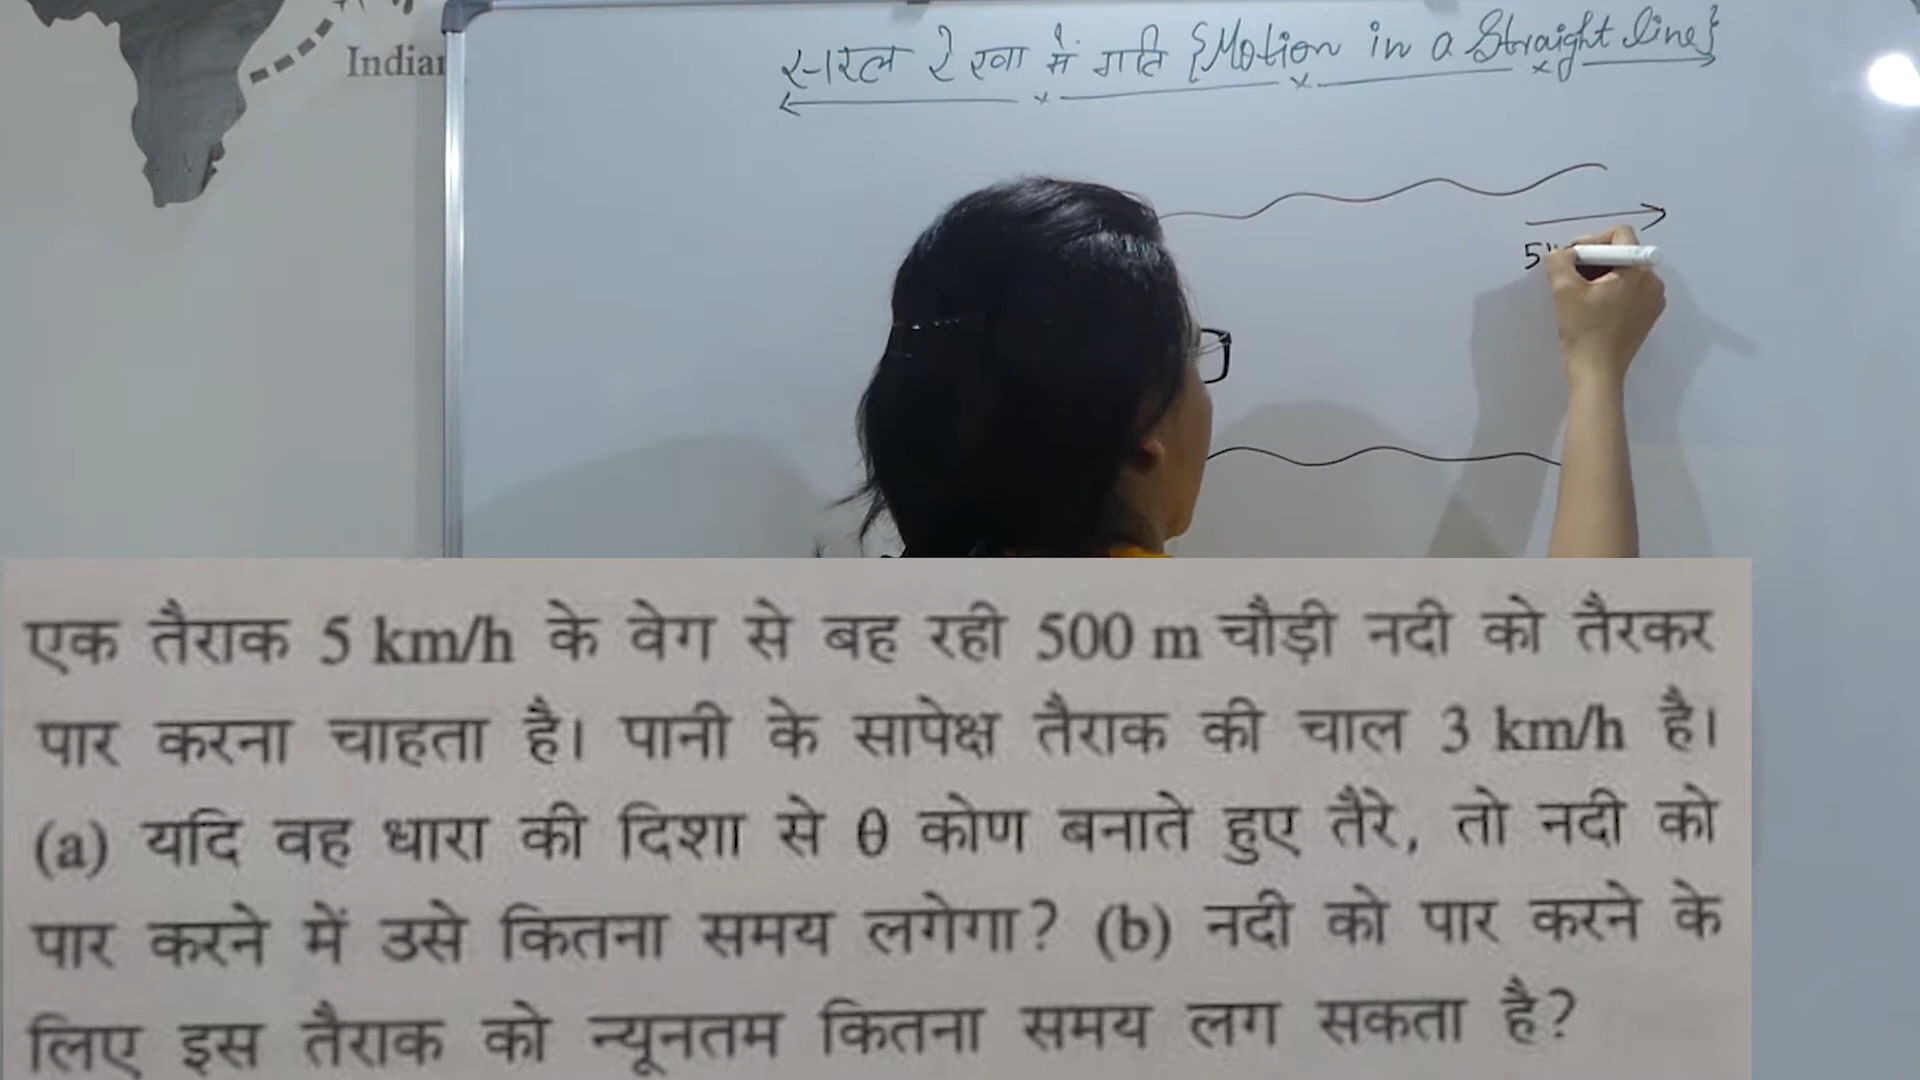 Indian
सरल रेखा में गति {Motion in a Straight line}
5
एक तैराक 5 km/h के वेग से बह रही 500 m चौड़ी नदी को तैरकर
पार करना चाहता है। पानी के सापेक्ष तैराक की चाल 3 km/h है।
(a) यदि वह धारा की दिशा से θ कोण बनाते हुए तैरे, तो नदी को
पार करने में उसे कितना समय लगेगा? (b) नदी को पार करने के
लिए इस तैराक को न्यूनतम कितना समय लग सकता है?